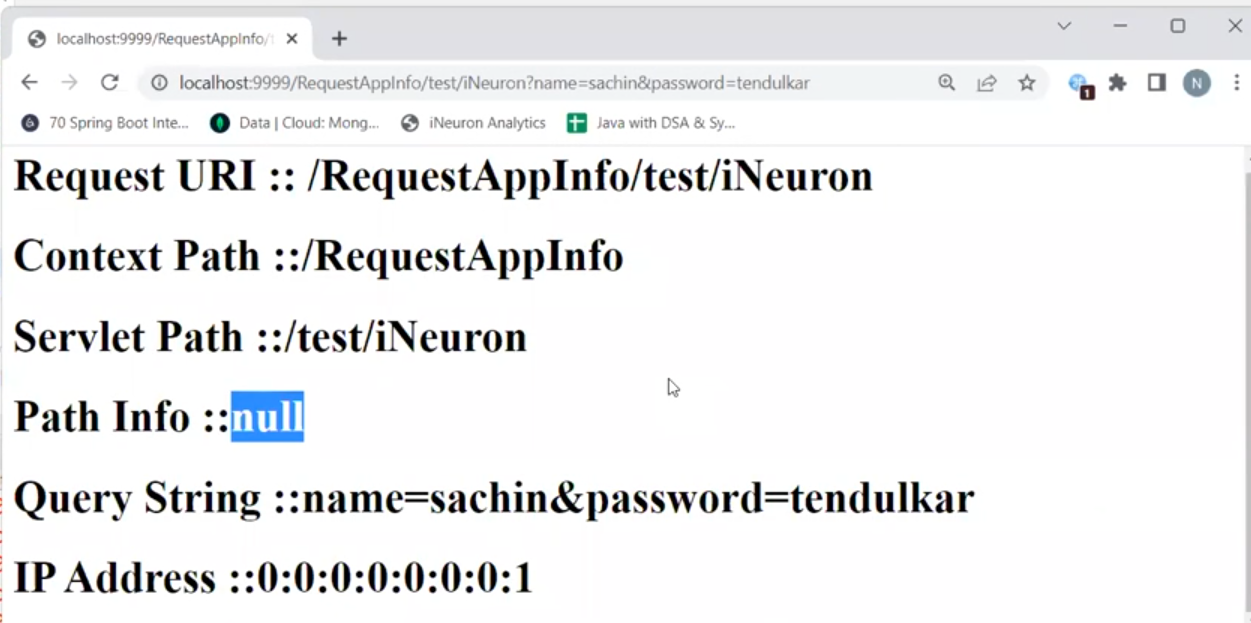 localhost:9999/RequestAppInfo/
localhost:9999/RequestAppInfo/test/iNeuron?name=sachin&password=tendulkar
1
N
70 Spring Boot Inte...
Data | Cloud: Mong...
iNeuron Analytics
Java with DSA & Sy...
Request URI :: /RequestAppInfo/test/iNeuron
Context Path ::/RequestAppInfo
Servlet Path ::/test/iNeuron
Path Info ::null
Query String ::name=sachin&password=tendulkar
IP Address ::0:0:0:0:0:0:0:1